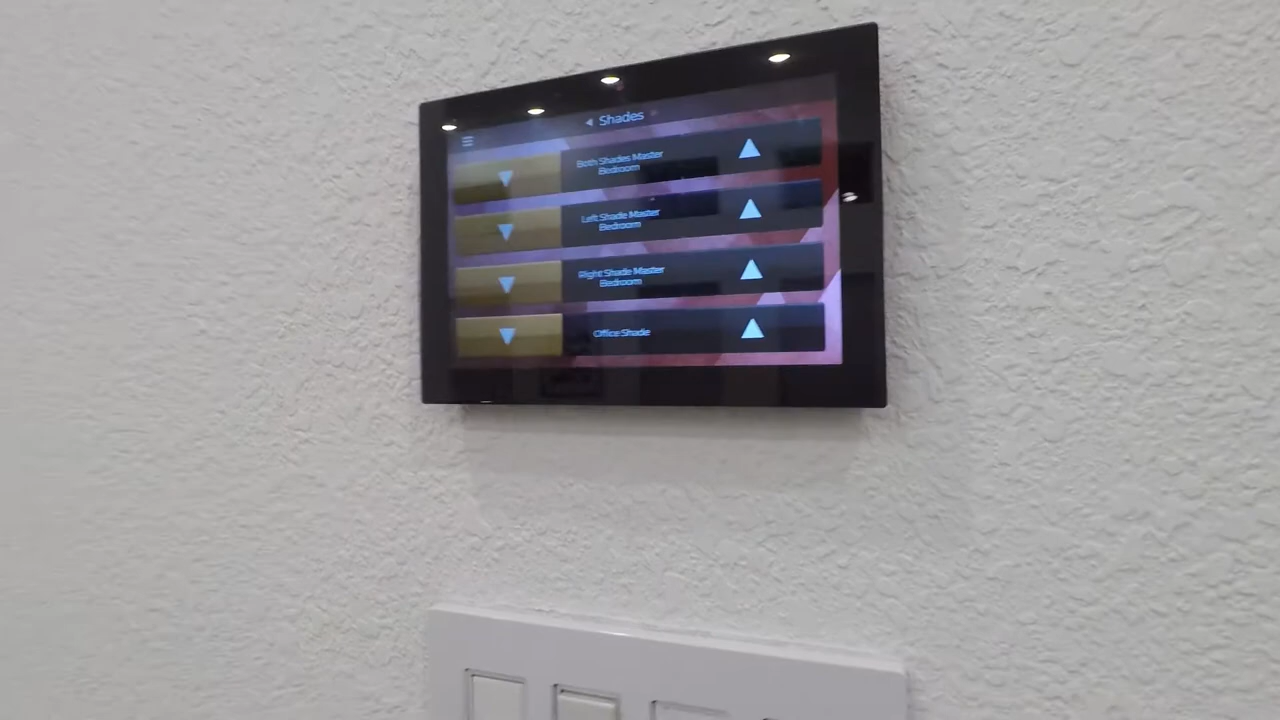 Shades
Both Shades Master
Bedroom
Left Shade Master
Bedroom
Right Shade Master
Bedroom
Office Shade